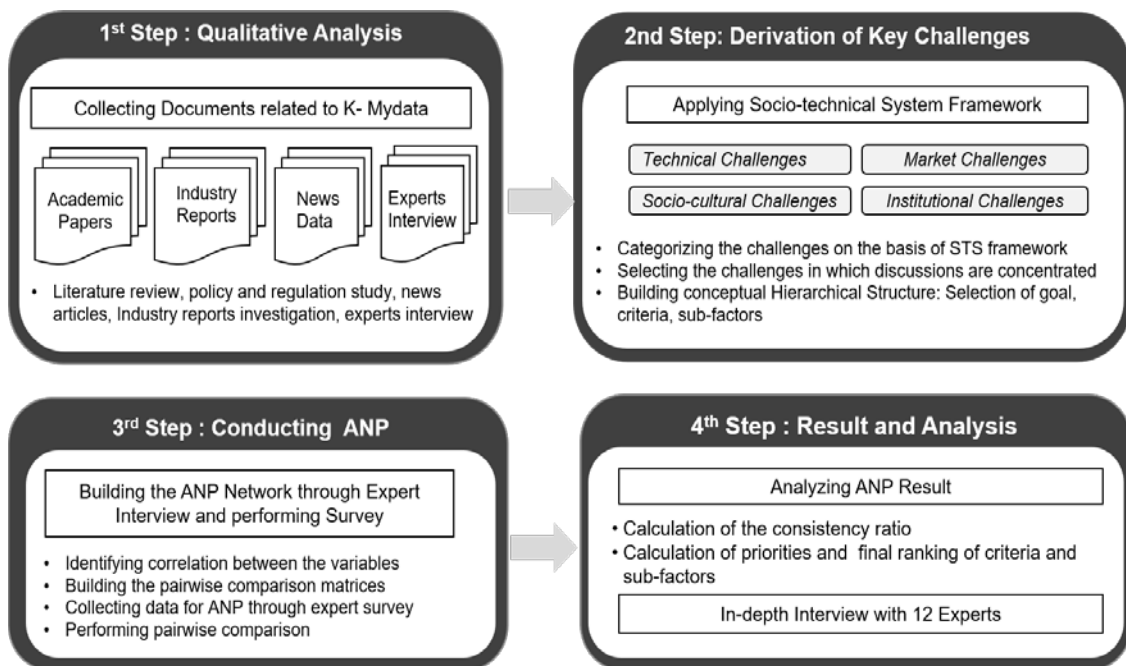 1st Step : Qualitative Analysis
Collecting Documents related to K- Mydata
Academic
Papers
Industry
Reports
News
Data
Experts
Interview
• Literature review, policy and regulation study, news
articles, Industry reports investigation, experts interview
2nd Step: Derivation of Key Challenges
Applying Socio-technical System Framework
Technical Challenges
Market Challenges
Socio-cultural Challenges
Institutional Challenges
• Categorizing the challenges on the basis of STS framework
• Selecting the challenges in which discussions are concentrated
• Building conceptual Hierarchical Structure: Selection of goal,
criteria, sub-factors
3rd Step : Conducting ANP
Building the ANP Network through Expert
Interview and performing Survey
• Identifying correlation between the variables
• Building the pairwise comparison matrices
• Collecting data for ANP through expert survey
• Performing pairwise comparison
4th Step : Result and Analysis
Analyzing ANP Result
• Calculation of the consistency ratio
• Calculation of priorities and final ranking of criteria and
sub-factors
In-depth Interview with 12 Experts